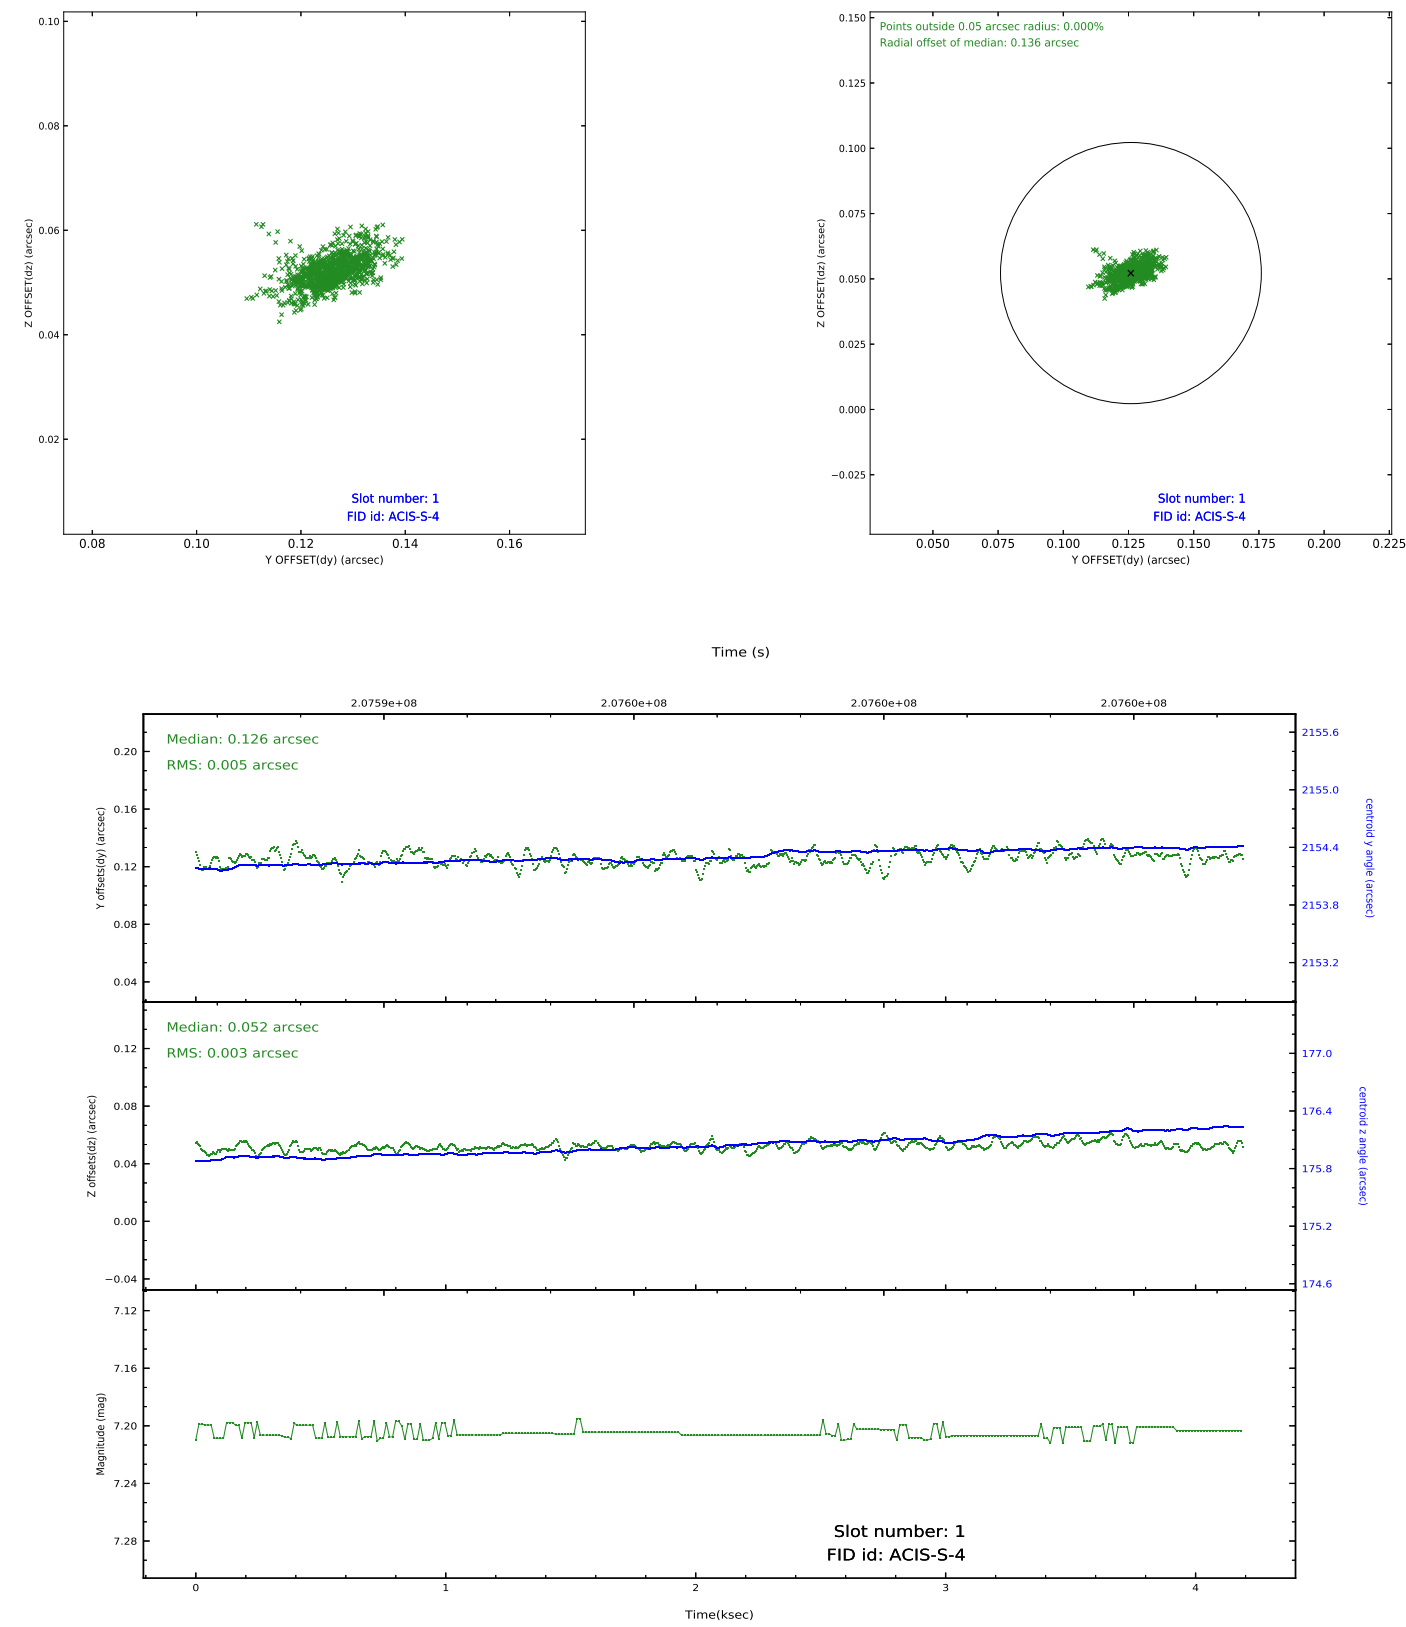 0.10
0.08
0.06
0.04
0.02
Z OFFSET(dz) (arcsec)
Slot number: 1
FID id: ACIS-S-4
0.08 0.10 0.12 0.14 0.16
Y OFFSET(dy) (arcsec)
Points outside 0.05 arcsec radius: 0.000%
Radial offset of median: 0.136 arcsec
0.150
0.125
0.100
0.075
0.050
0.025
0.000
−0.025
Z OFFSET(dz) (arcsec)
Slot number: 1
FID id: ACIS-S-4
0.050 0.075 0.100 0.125 0.150 0.175 0.200 0.225
Y OFFSET(dy) (arcsec)
Time (s)
2.0759e+08 2.0760e+08 2.0760e+08 2.0760e+08
Median: 0.126 arcsec
RMS: 0.005 arcsec
0.20
0.16
0.12
0.08
0.04
Y offsets(dy) (arcsec)
2155.6
2155.0
2154.4
2153.8
2153.2
centroid y angle (arcsec)
Median: 0.052 arcsec
RMS: 0.003 arcsec
0.12
0.08
0.04
0.00
−0.04
Z offsets(dz) (arcsec)
177.0
176.4
175.8
175.2
174.6
centroid z angle (arcsec)
7.12
7.16
7.20
7.24
7.28
Magnitude (mag)
Slot number: 1
FID id: ACIS-S-4
0 1 2 3 4
Time(ksec)